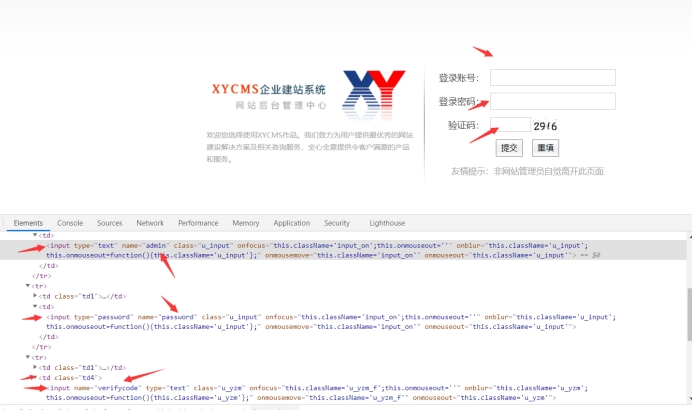 登录账号:
XYCMS企业建站系统
XY
网站后台管理中心
登录密码:
验证码:
2916
欢迎您选择使用XYCMS作品。我们致力为用户提供最优秀的网站
建设解决方案及相关咨询服务，全心全意提供令客户满意的产品
和服务。
提交 重填
友情提示：非网站管理员自觉离开此页面
Elements Console Sources Network Performance Memory Application Security Lighthouse
▼<td>
<input type="text" name="admin" class="u_input" onfocus="this.className='input_on';this.onmouseout=''" onblur="this.className='u_input';
this.onmouseout=function(){this.className='u_input'};" onmousemove="this.className='input_on'" onmouseout="this.className='u_input'"> == $0
</td>
</tr>
▼<tr>
▶<td class="td1">…</td>
▼<td>
<input type="password" name="password" class="u_input" onfocus="this.className='input_on';this.onmouseout=''" onblur="this.className='u_input';
this.onmouseout=function(){this.className='u_input'};" onmousemove="this.className='input_on'" onmouseout="this.className='u_input'">
</td>
</tr>
▼<tr>
▶<td class="td1">…</td>
▼<td class="td4">
<input name="verifycode" type="text" class="u_yzm" onfocus="this.className='u_yzm_f';this.onmouseout=''" onblur="this.className='u_yzm';
this.onmouseout=function(){this.className='u_yzm'};" onmousemove="this.className='u_yzm_f'" onmouseout="this.className='u_yzm'">